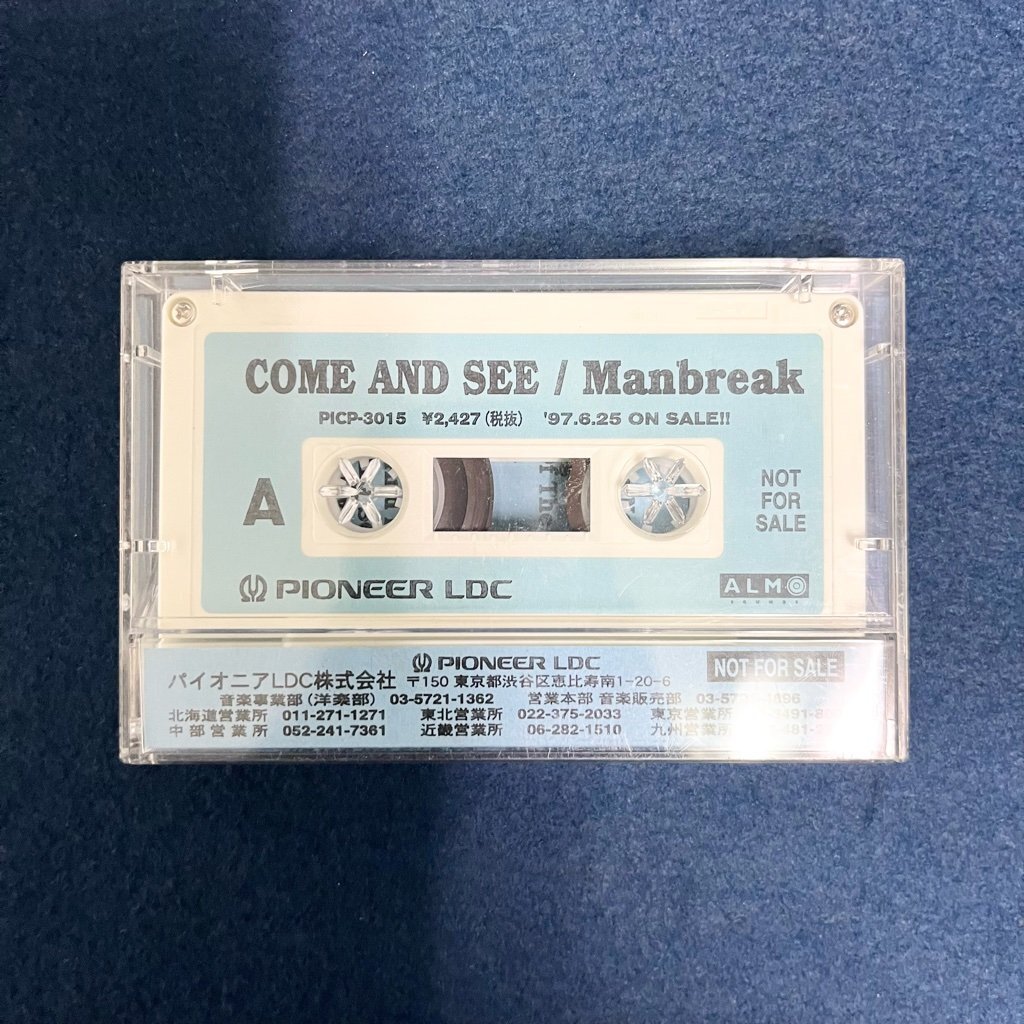 COME AND SEE / Manbreak
PICP-3015 ¥2,427(税抜) '97.6.25 ON SALE!!
A
NOT
FOR
SALE
PIONEER LDC
ALMO
sounds
PIONEER LDC
NOT FOR SALE
パイオニアLDC株式会社 〒150 東京都渋谷区恵比寿南1-20-6
音楽事業部(洋楽部) 03-5721-1362 営業本部 音楽販売部
北海道営業所 011-271-1271 東北営業所 022-375-2033 東京営業所
中部営業所 052-241-7361 近畿営業所 06-282-1510 九州営業所